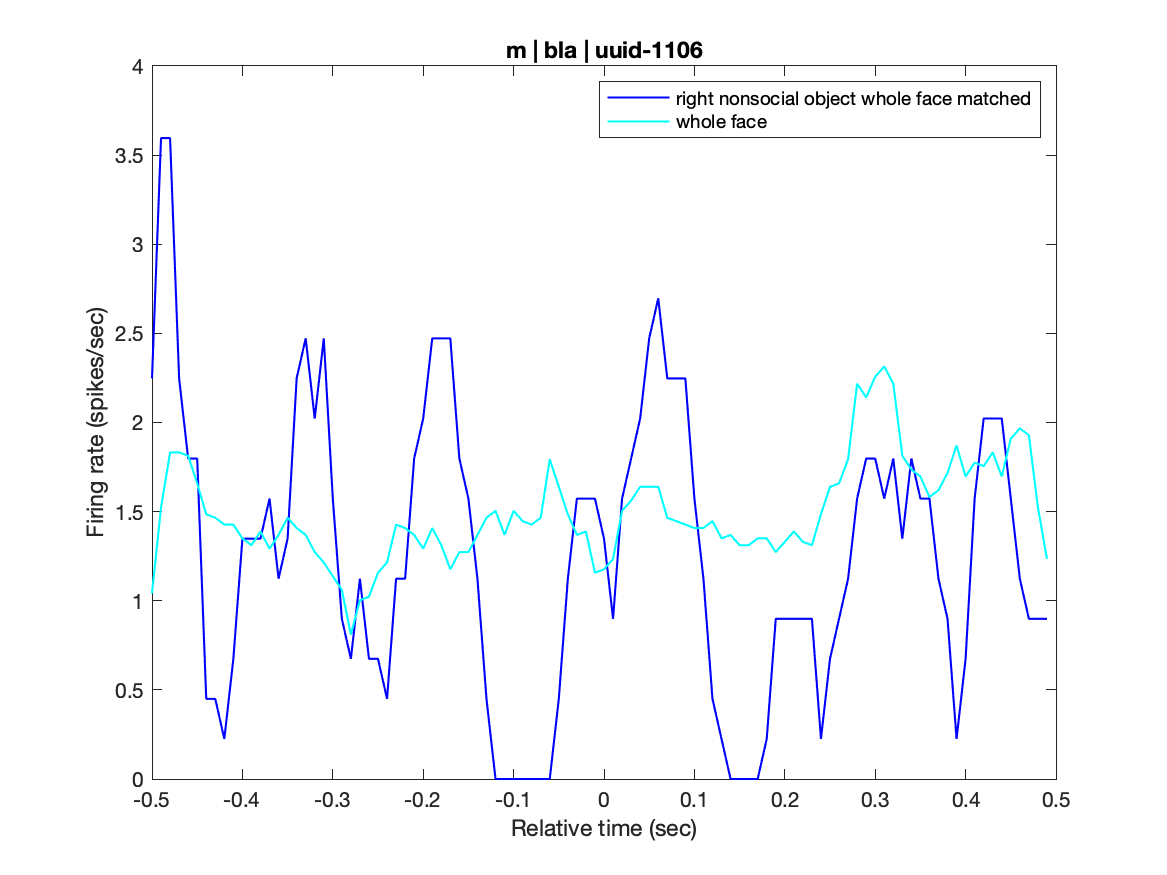 m | bla | uuid-1106
right nonsocial object whole face matched
whole face
4
3.5
3
2.5
2
1.5
1
0.5
0
Firing rate (spikes/sec)
-0.5 -0.4 -0.3 -0.2 -0.1 0 0.1 0.2 0.3 0.4 0.5
Relative time (sec)